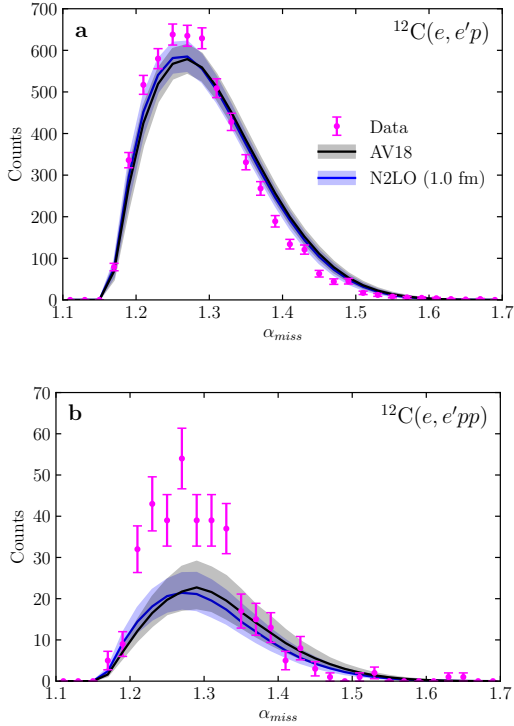 a
¹²C(e, e′p)
700
600
500
400
300
200
100
0
Counts
Data
AV18
N2LO (1.0 fm)
1.1 1.2 1.3 1.4 1.5 1.6 1.7
α_miss
b
¹²C(e, e′pp)
70
60
50
40
30
20
10
0
Counts
1.1 1.2 1.3 1.4 1.5 1.6 1.7
α_miss